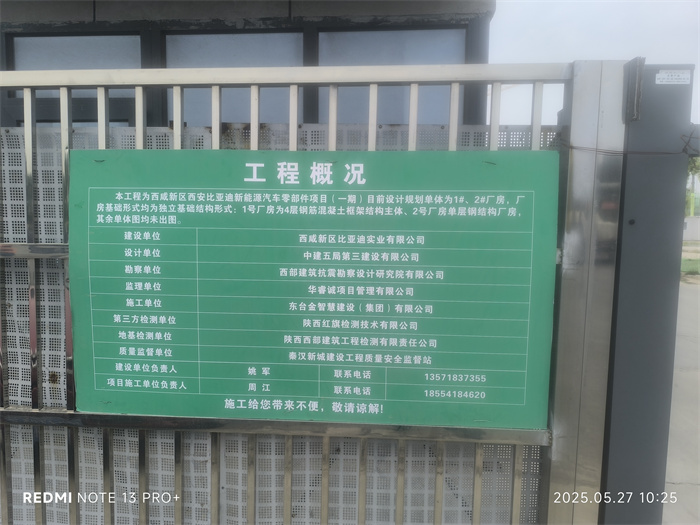 工程概况
本工程为西咸新区西安比亚迪新能源汽车零部件项目（一期）目前设计规划单体为1#、2#厂房，厂
房基础形式均为独立基础结构形式：1号厂房为4层钢筋混凝土框架结构主体、2号厂房单层钢结构厂房，
其余单体图均未出图。
建设单位 西咸新区比亚迪实业有限公司
设计单位 中建五局第三建设有限公司
勘察单位 西部建筑抗震勘察设计研究院有限公司
监理单位 华睿诚项目管理有限公司
施工单位 东台金智慧建设（集团）有限公司
第三方检测单位 陕西红旗检测技术有限公司
地基检测单位 陕西西部建筑工程检测有限责任公司
质量监督单位 秦汉新城建设工程质量安全监督站
建设单位负责人 姚军 联系电话 13571837355
项目施工单位负责人 周江 联系电话 18554184620
施工给您带来不便，敬请谅解！
REDMI NOTE 13 PRO+
2025.05.27 10:25